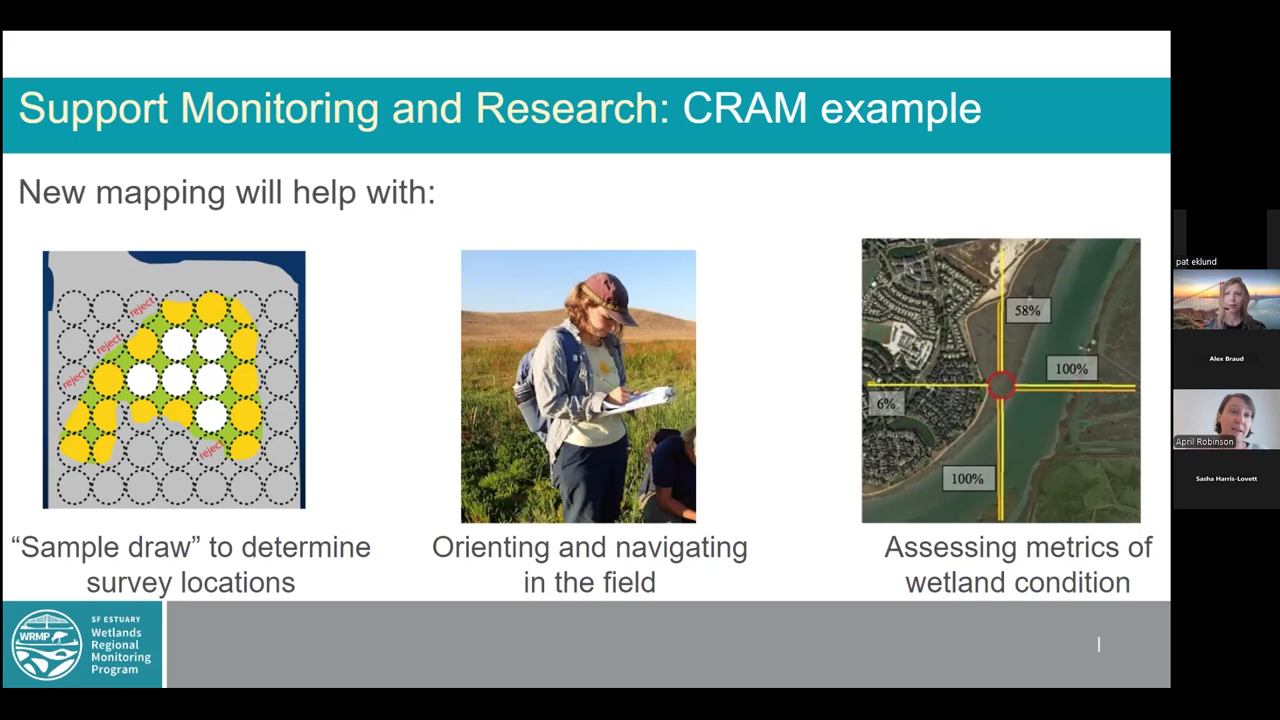 Support Monitoring and Research: CRAM example
New mapping will help with:
reject
reject
reject
reject
58%
100%
6%
100%
“Sample draw” to determine
survey locations
Orienting and navigating
in the field
Assessing metrics of
wetland condition
WRMP
SF ESTUARY
Wetlands
Regional
Monitoring
Program
pat eklund
Alex Braud
April Robinson
Sasha Harris-Lovett